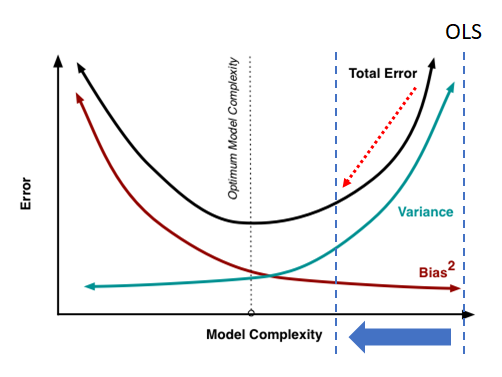 OLS
Total Error
Optimum Model Complexity
Error
Variance
Bias2
Model Complexity